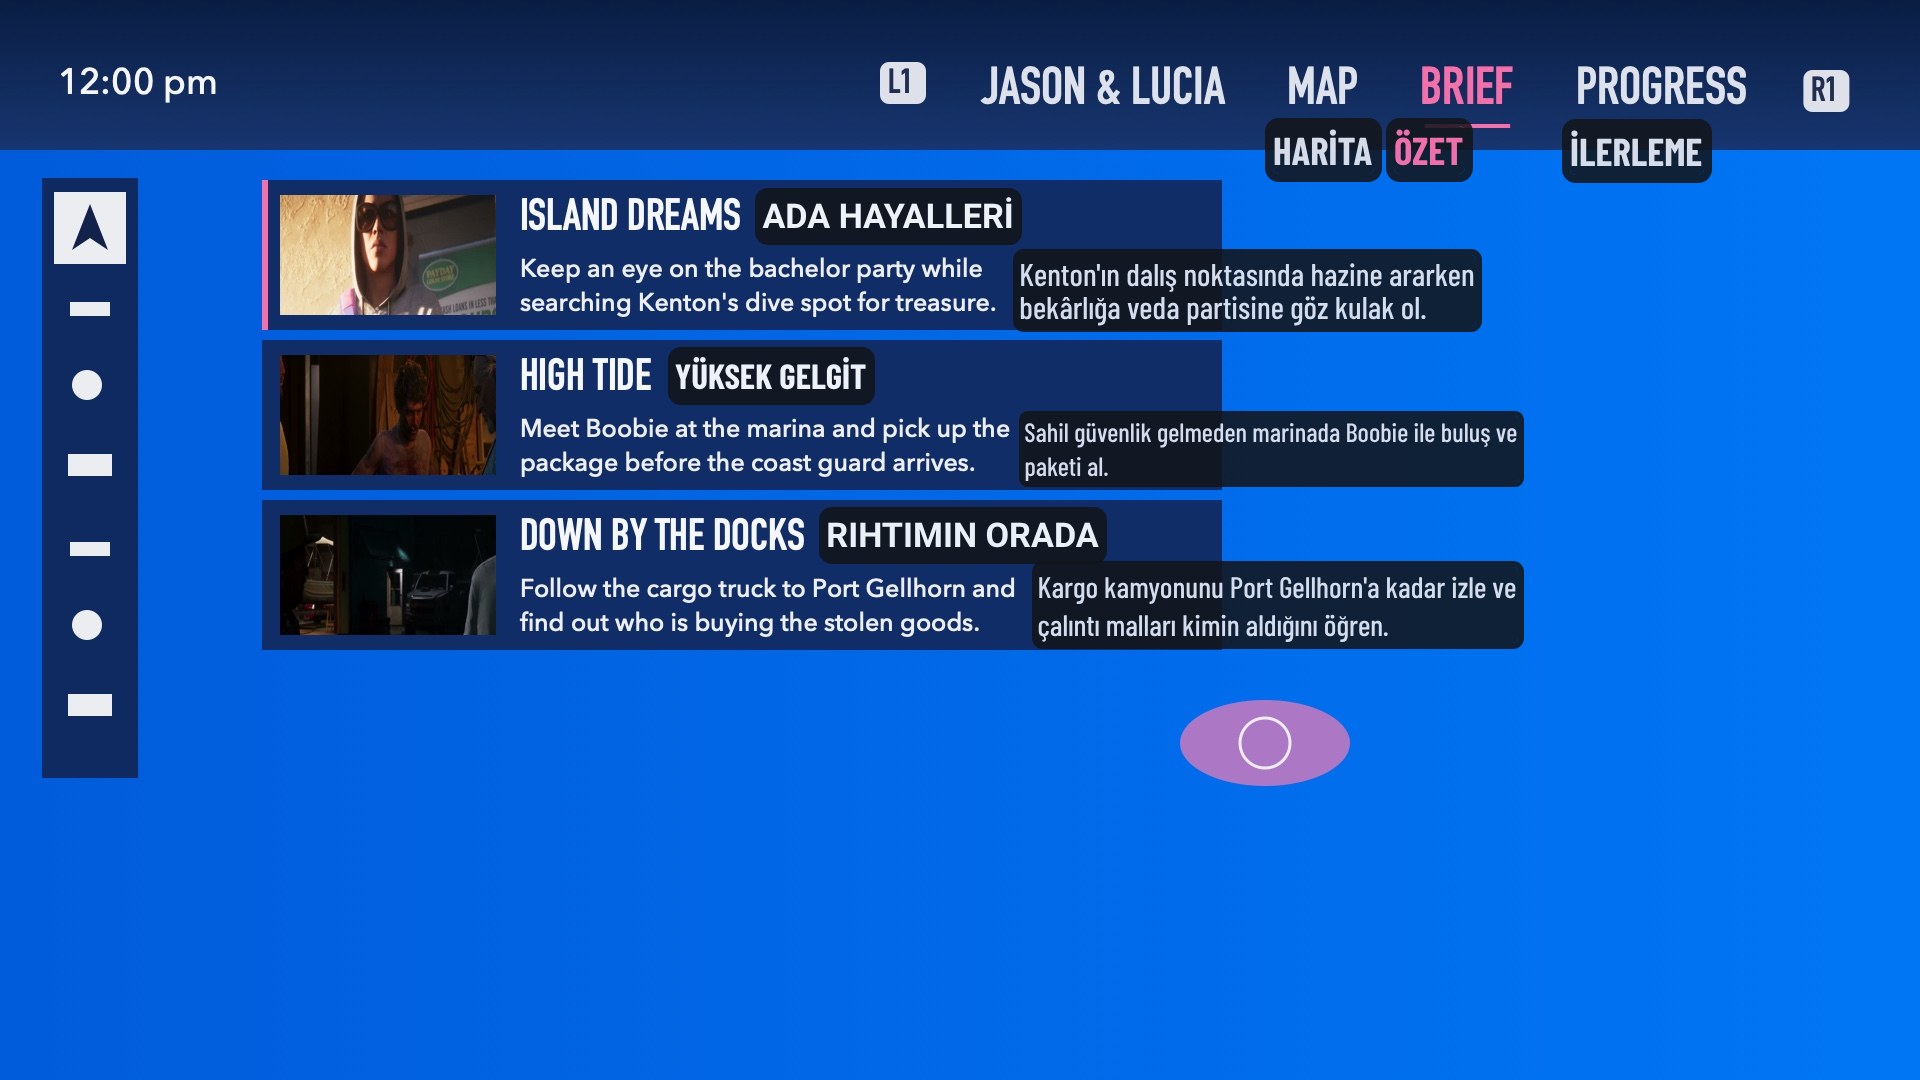 12:00 pm
L1
JASON & LUCIA
MAP
BRIEF
PROGRESS
R1
HARİTA
ÖZET
İLERLEME
ISLAND DREAMS
ADA HAYALLERİ
Keep an eye on the bachelor party while
searching Kenton's dive spot for treasure.
Kenton'ın dalış noktasında hazine ararken
bekârlığa veda partisine göz kulak ol.
HIGH TIDE
YÜKSEK GELGİT
Meet Boobie at the marina and pick up the
package before the coast guard arrives.
Sahil güvenlik gelmeden marinada Boobie ile buluş ve
paketi al.
DOWN BY THE DOCKS
RIHTIMIN ORADA
Follow the cargo truck to Port Gellhorn and
find out who is buying the stolen goods.
Kargo kamyonunu Port Gellhorn'a kadar izle ve
çalıntı malları kimin aldığını öğren.